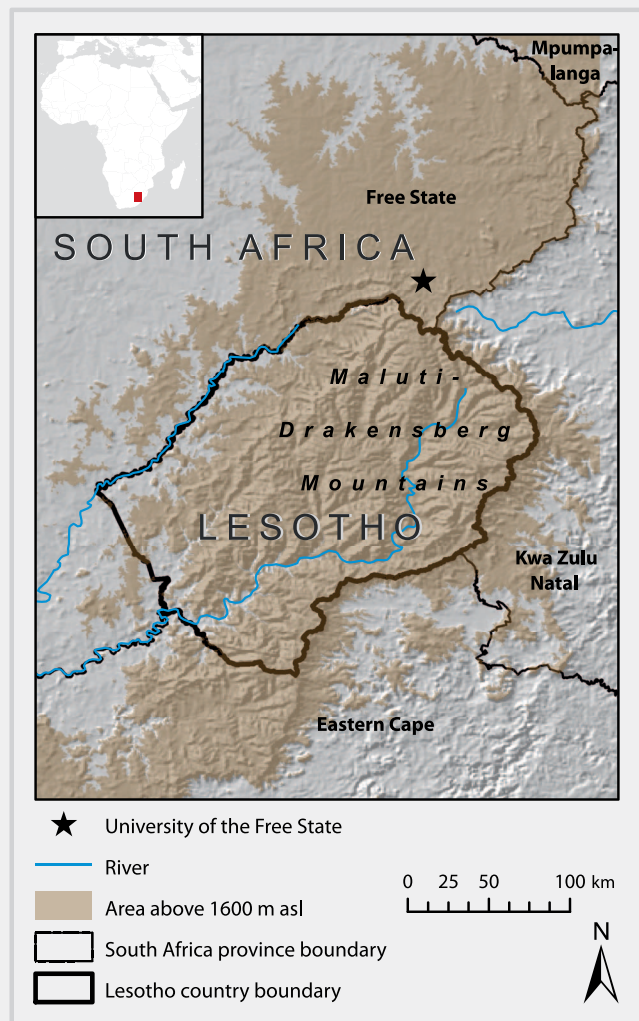 Mpumpa-
langa
Free State
SOUTH AFRICA
Maluti-
Drakensberg
Mountains
LESOTHO
Kwa Zulu
Natal
Eastern Cape
University of the Free State
River
Area above 1600 m asl
South Africa province boundary
Lesotho country boundary
0 25 50 100 km
N